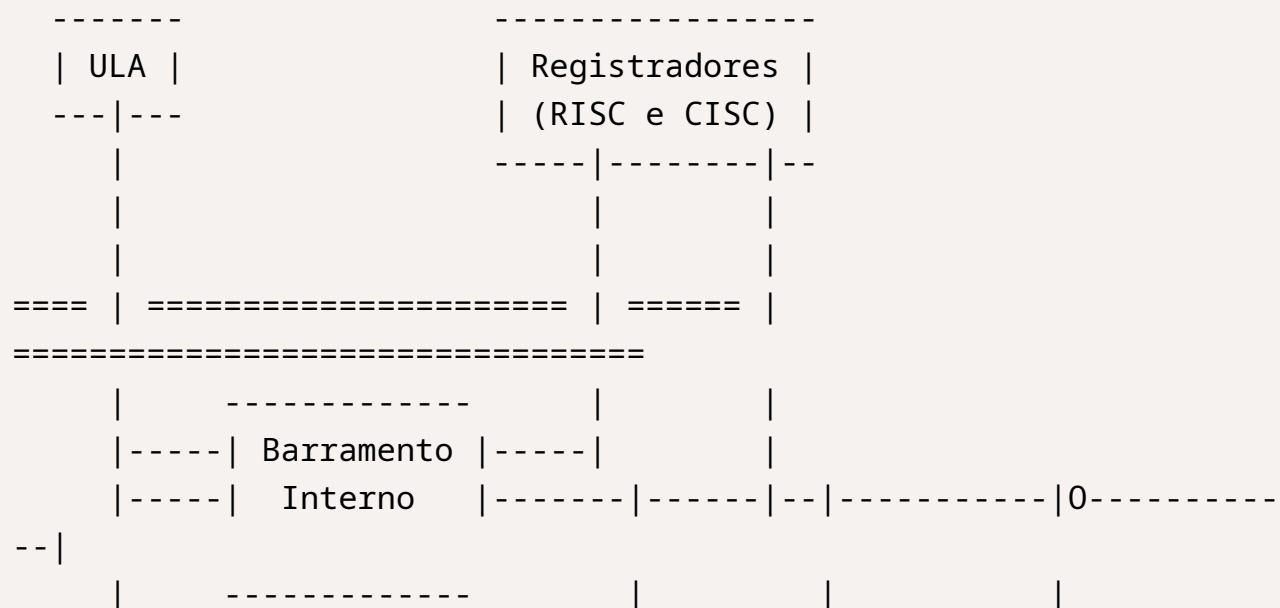 -------                 -----------------
  | ULA |                 | Registradores |
  ---|---                 | (RISC e CISC) |
     |                    -----|--------|--
     |                         |        |
     |                         |        |
==== | ====================== | ====== |
=================================
     |     -------------       |        |
     |-----| Barramento |-----|        |
     |-----|  Interno   |-------|------|--|-----------|O----------
--|
     |     -------------        |         |           |